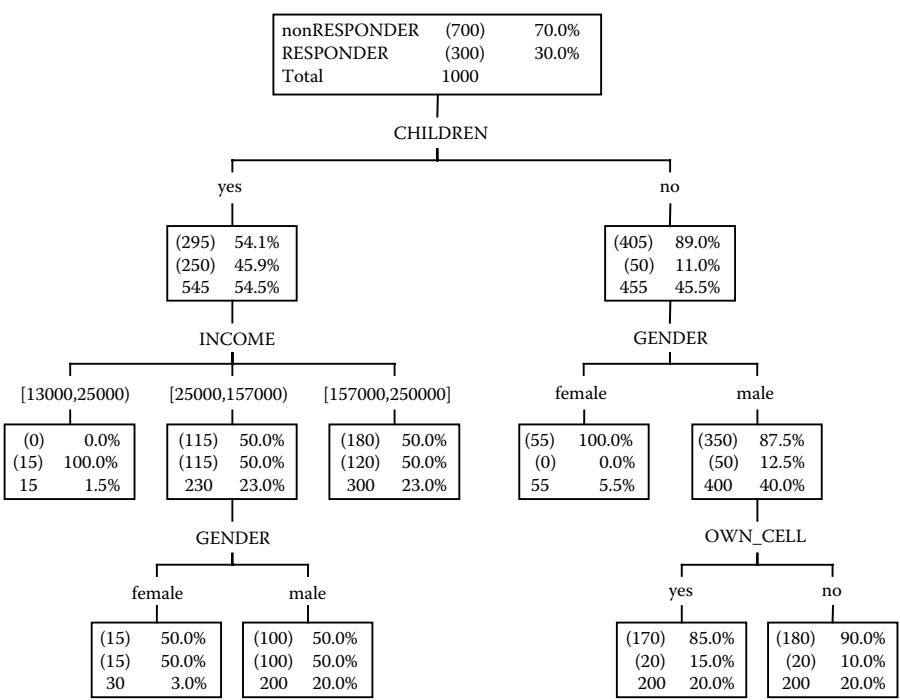 nonRESPONDER (700) 70.0%
RESPONDER (300) 30.0%
Total 1000
CHILDREN
yes no
(295) 54.1% (405) 89.0%
(250) 45.9% (50) 11.0%
545 54.5% 455 45.5%
INCOME GENDER
[13000,25000) [25000,157000) [157000,250000] female male
(0) 0.0% (115) 50.0% (180) 50.0% (55) 100.0% (350) 87.5%
(15) 100.0% (115) 50.0% (120) 50.0% (0) 0.0% (50) 12.5%
15 1.5% 230 23.0% 300 23.0% 55 5.5% 400 40.0%
GENDER OWN_CELL
female male yes no
(15) 50.0% (100) 50.0% (170) 85.0% (180) 90.0%
(15) 50.0% (100) 50.0% (20) 15.0% (20) 10.0%
30 3.0% 200 20.0% 200 20.0% 200 20.0%